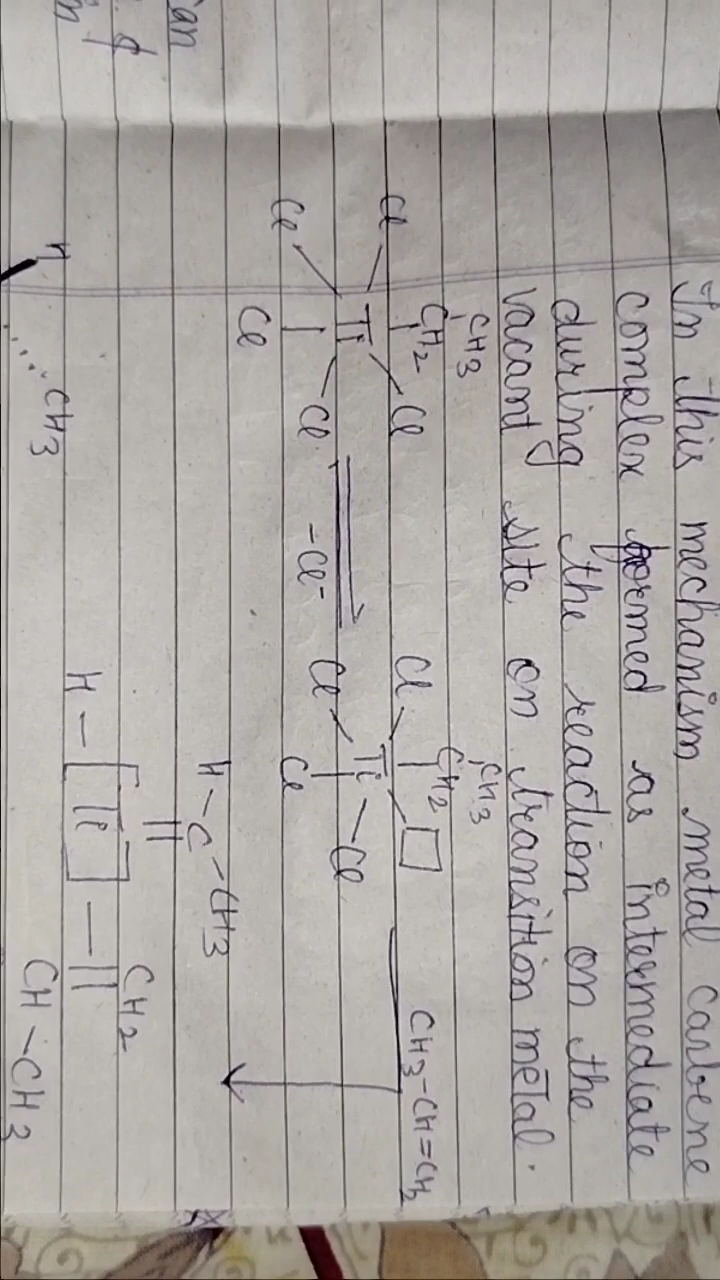 In this mechanism metal carbene
complex formed as intermediate
during the reaction on the
vacant site on transition metal.
CH3 CH3
CH2 CH2 CH3-CH=CH2
Cl Cl Cl
Ti Ti
Cl Cl Cl Cl
-Cl-
Cl Cl
H-C-CH3
CH2
H-[Ti]-||
CH-CH3
CH3